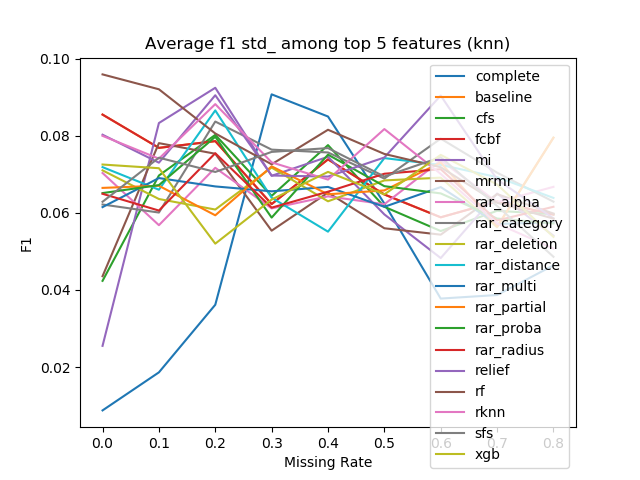 Average f1 std_ among top 5 features (knn)
F1
0.10
0.08
0.06
0.04
0.02
0.0 0.1 0.2 0.3 0.4 0.5 0.6 0.7 0.8
Missing Rate
complete
baseline
cfs
fcbf
mi
mrmr
rar_alpha
rar_category
rar_deletion
rar_distance
rar_multi
rar_partial
rar_proba
rar_radius
relief
rf
rknn
sfs
xgb